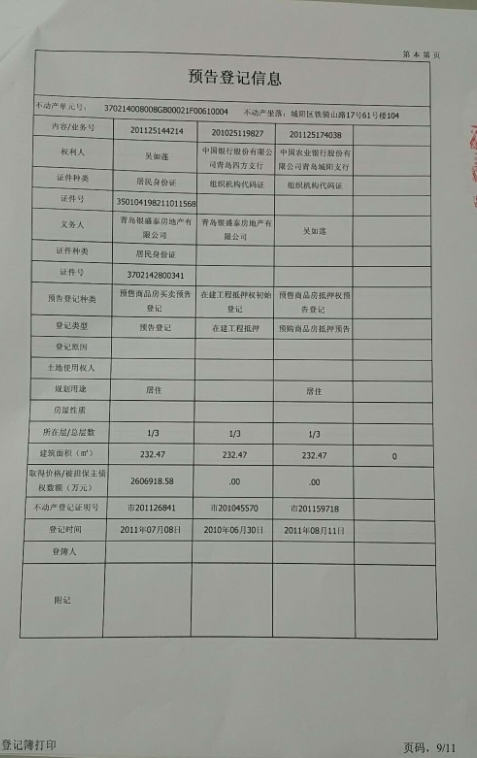 第 本 第 页
预告登记信息
不动产单元号： 370214008008GB00021F00610004 不动产坐落：城阳区铁骑山路17号61号楼104
内容/业务号 201125144214 201025119827 201125174038
权利人 吴如莲 中国银行股份有限公司青岛四方支行 中国农业银行股份有限公司青岛城阳支行
证件种类 居民身份证 组织机构代码证 组织机构代码证
证件号 350104198211011568
义务人 青岛银盛泰房地产有限公司 青岛银盛泰房地产有限公司 吴如莲
证件种类 居民身份证
证件号 3702142800341
预告登记种类 预售商品房买卖预告登记 在建工程抵押权初始登记 预售商品房抵押权预告登记
登记类型 预告登记 在建工程抵押 预购商品房抵押预告
登记原因
土地使用权人
规划用途 居住 居住
房屋性质
所在层/总层数 1/3 1/3 1/3
建筑面积（㎡） 232.47 232.47 232.47 0
取得价格/被担保主债权数额（万元） 2606918.58 .00 .00
不动产登记证明号 市201126841 市201045570 市201159718
登记时间 2011年07月08日 2010年06月30日 2011年08月11日
登簿人
附记
登记簿打印 页码，9/11